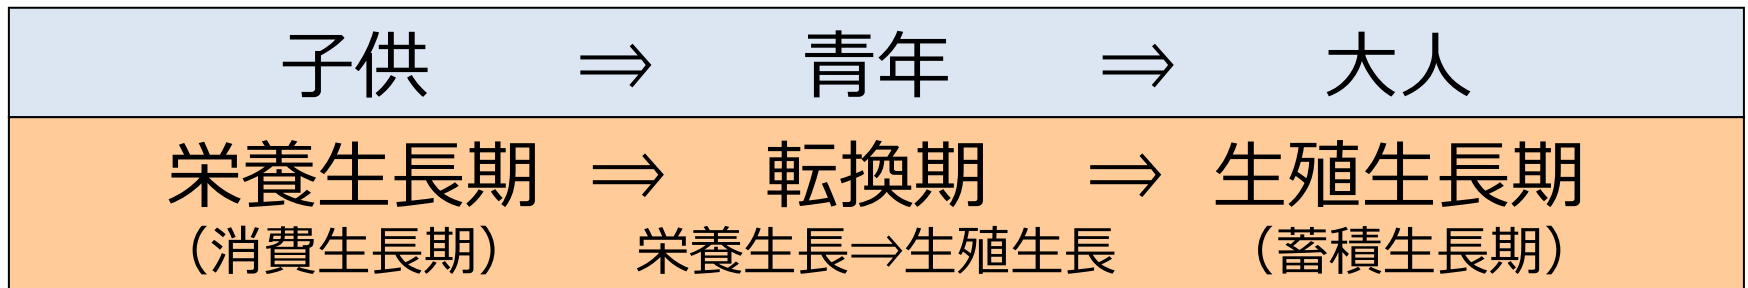 子供 ⇒ 青年 ⇒ 大人
栄養生長期 ⇒ 転換期 ⇒ 生殖生長期
（消費生長期） 栄養生長⇒生殖生長 （蓄積生長期）